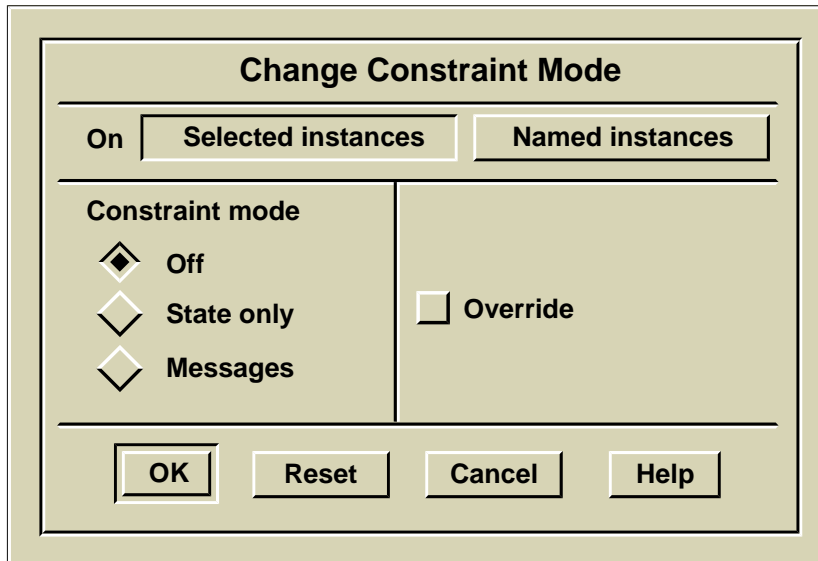 Change Constraint Mode
On Selected instances Named instances
Constraint mode
Off
State only
Messages
Override
OK Reset Cancel Help